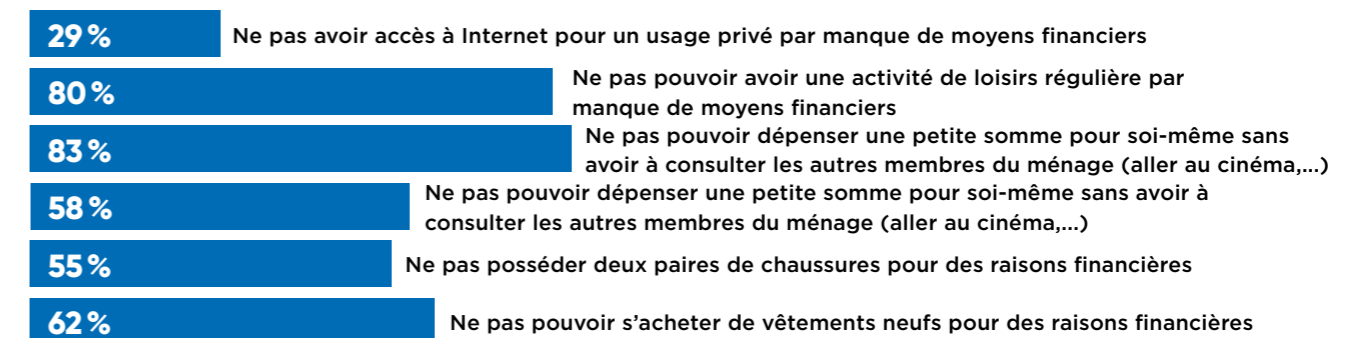 29 % Ne pas avoir accès à Internet pour un usage privé par manque de moyens financiers
80 % Ne pas pouvoir avoir une activité de loisirs régulière par
manque de moyens financiers
83 % Ne pas pouvoir dépenser une petite somme pour soi-même sans
avoir à consulter les autres membres du ménage (aller au cinéma,...)
58 % Ne pas pouvoir dépenser une petite somme pour soi-même sans avoir à
consulter les autres membres du ménage (aller au cinéma,...)
55 % Ne pas posséder deux paires de chaussures pour des raisons financières
62 % Ne pas pouvoir s’acheter de vêtements neufs pour des raisons financières